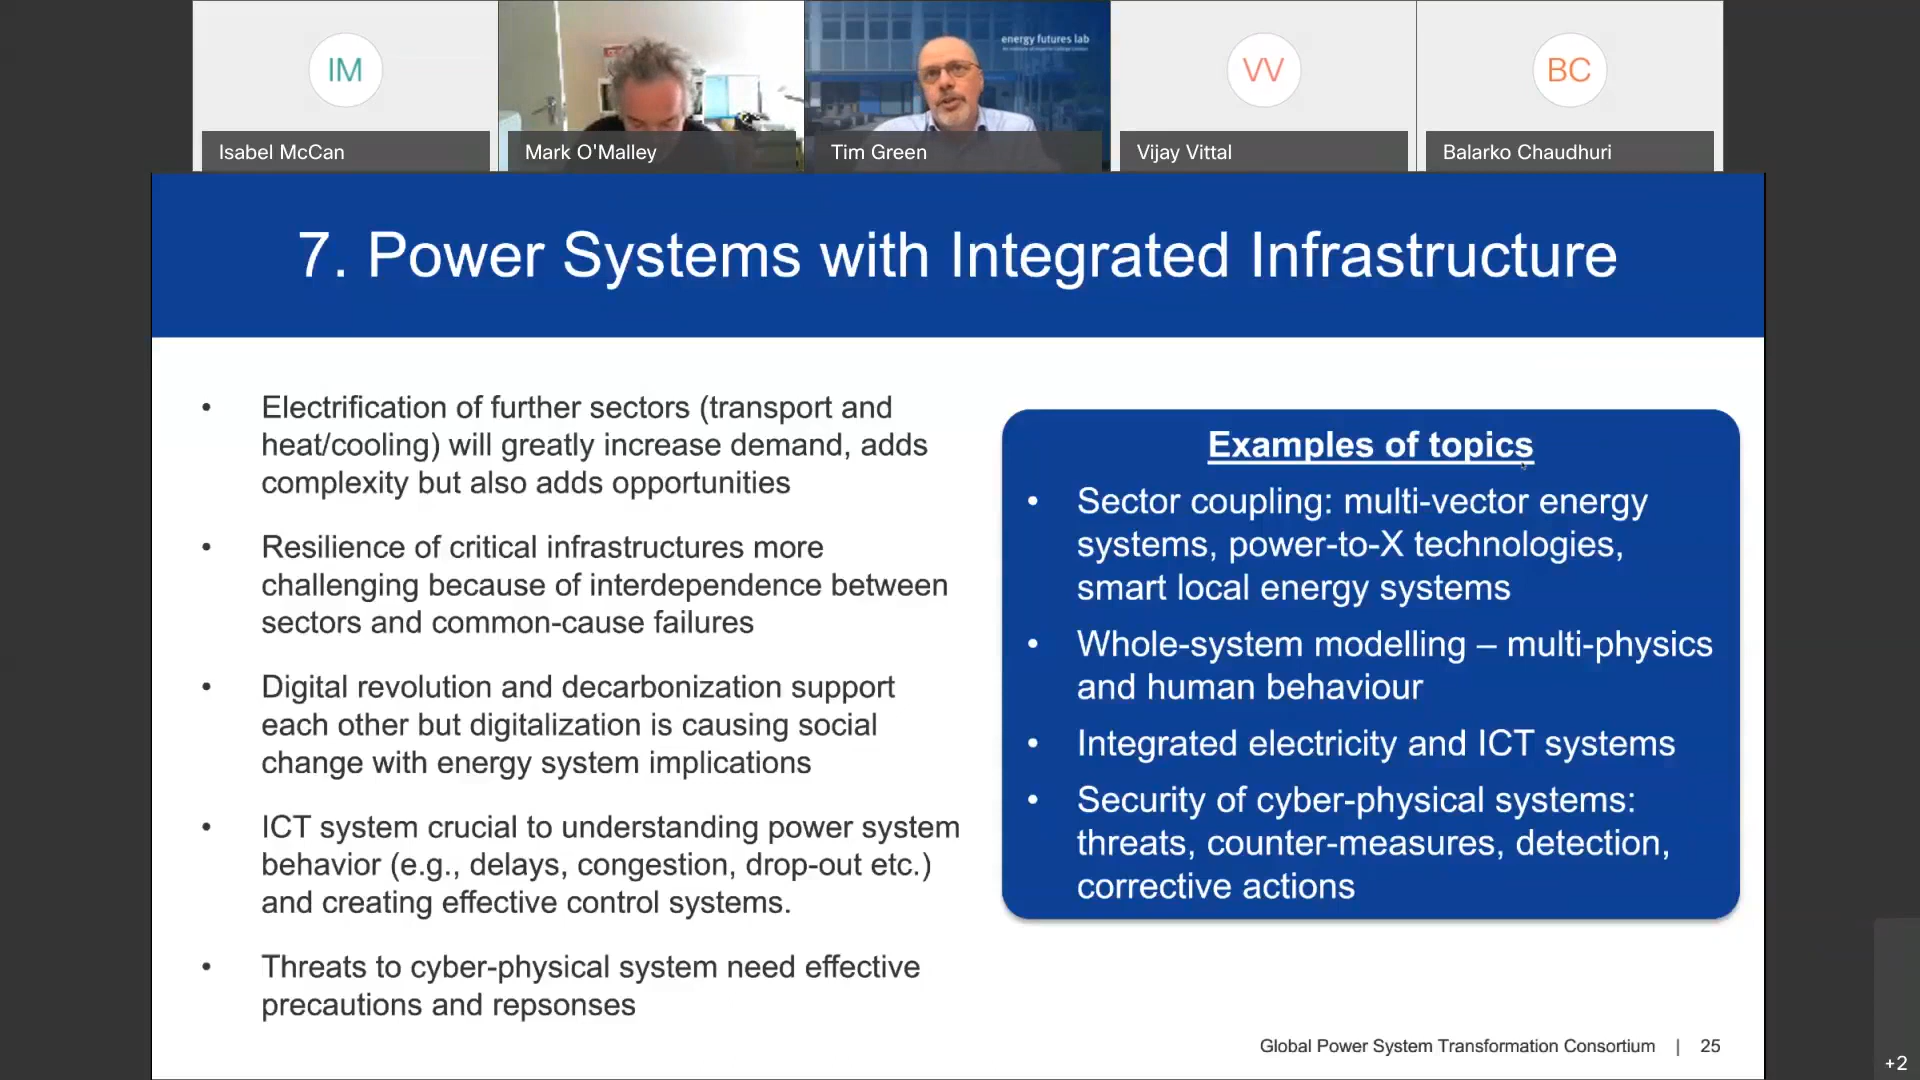 IM
VV
BC
energy futures lab
Isabel McCan
Mark O'Malley
Tim Green
Vijay Vittal
Balarko Chaudhuri
7. Power Systems with Integrated Infrastructure
• Electrification of further sectors (transport and
heat/cooling) will greatly increase demand, adds
complexity but also adds opportunities
• Resilience of critical infrastructures more
challenging because of interdependence between
sectors and common-cause failures
• Digital revolution and decarbonization support
each other but digitalization is causing social
change with energy system implications
• ICT system crucial to understanding power system
behavior (e.g., delays, congestion, drop-out etc.)
and creating effective control systems.
• Threats to cyber-physical system need effective
precautions and repsonses
Examples of topics
• Sector coupling: multi-vector energy
systems, power-to-X technologies,
smart local energy systems
• Whole-system modelling – multi-physics
and human behaviour
• Integrated electricity and ICT systems
• Security of cyber-physical systems:
threats, counter-measures, detection,
corrective actions
Global Power System Transformation Consortium | 25
+2